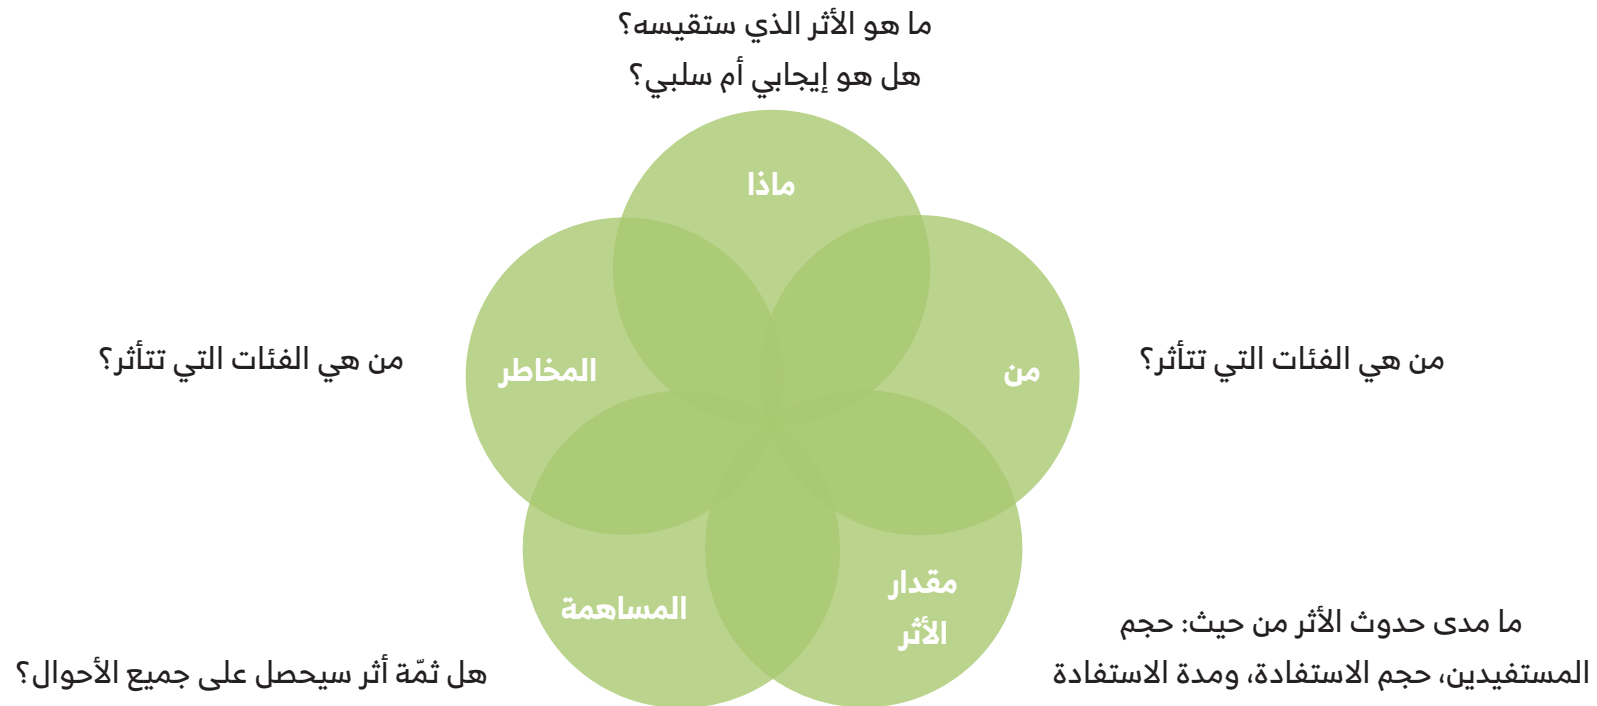 ما هو الأثر الذي ستقيسه؟
هل هو إيجابي أم سلبي؟
ماذا
من هي الفئات التي تتأثر؟
من
المخاطر
من هي الفئات التي تتأثر؟
مقدار
الأثر
المساهمة
ما مدى حدوث الأثر من حيث: حجم
المستفيدين، حجم الاستفادة، ومدة الاستفادة
هل ثمّة أثر سيحصل على جميع الأحوال؟